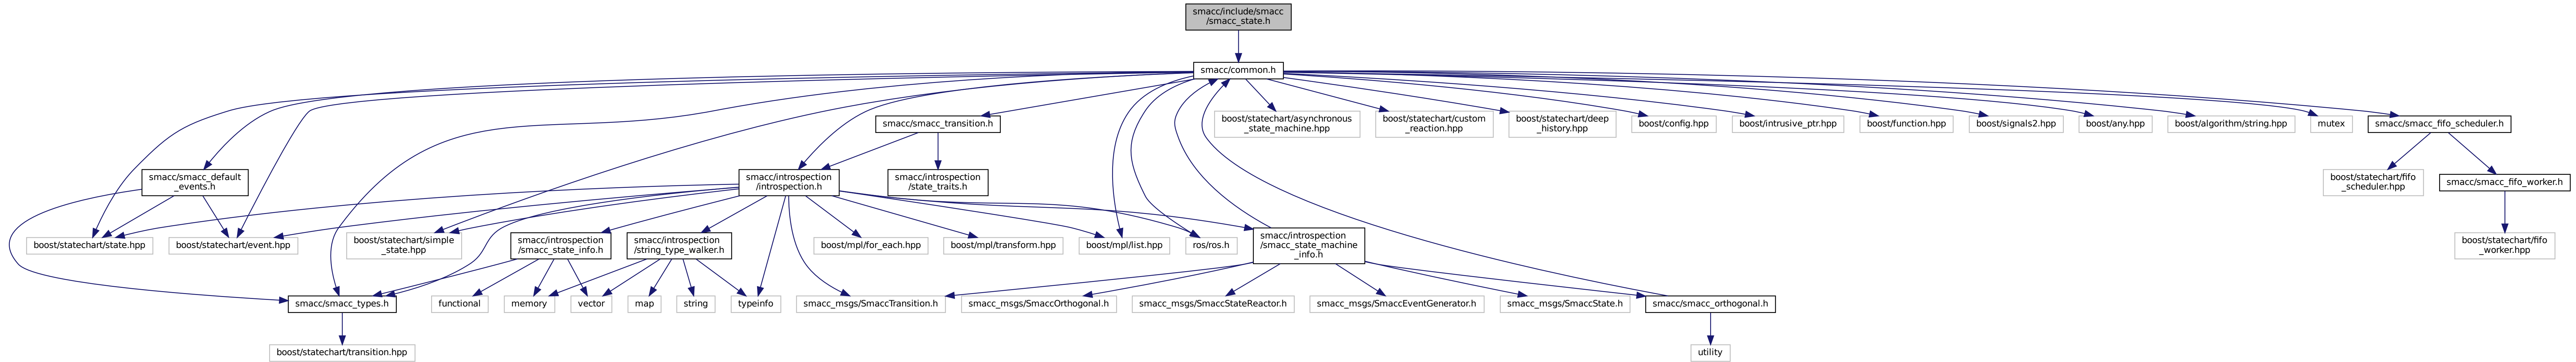 smacc/include/smacc
/smacc_state.h
smacc/common.h
smacc/smacc_transition.h
boost/statechart/asynchronous
_state_machine.hpp
boost/statechart/custom
_reaction.hpp
boost/statechart/deep
_history.hpp
boost/config.hpp
boost/intrusive_ptr.hpp
boost/function.hpp
boost/signals2.hpp
boost/any.hpp
boost/algorithm/string.hpp
mutex
smacc/smacc_fifo_scheduler.h
smacc/smacc_default
_events.h
smacc/introspection
/introspection.h
smacc/introspection
/state_traits.h
boost/statechart/fifo
_scheduler.hpp
smacc/smacc_fifo_worker.h
boost/statechart/state.hpp
boost/statechart/event.hpp
boost/statechart/simple
_state.hpp
smacc/introspection
/smacc_state_info.h
smacc/introspection
/string_type_walker.h
boost/mpl/for_each.hpp
boost/mpl/transform.hpp
boost/mpl/list.hpp
ros/ros.h
smacc/introspection
/smacc_state_machine
_info.h
boost/statechart/fifo
_worker.hpp
smacc/smacc_types.h
functional
memory
vector
map
string
typeinfo
smacc_msgs/SmaccTransition.h
smacc_msgs/SmaccOrthogonal.h
smacc_msgs/SmaccStateReactor.h
smacc_msgs/SmaccEventGenerator.h
smacc_msgs/SmaccState.h
smacc/smacc_orthogonal.h
boost/statechart/transition.hpp
utility